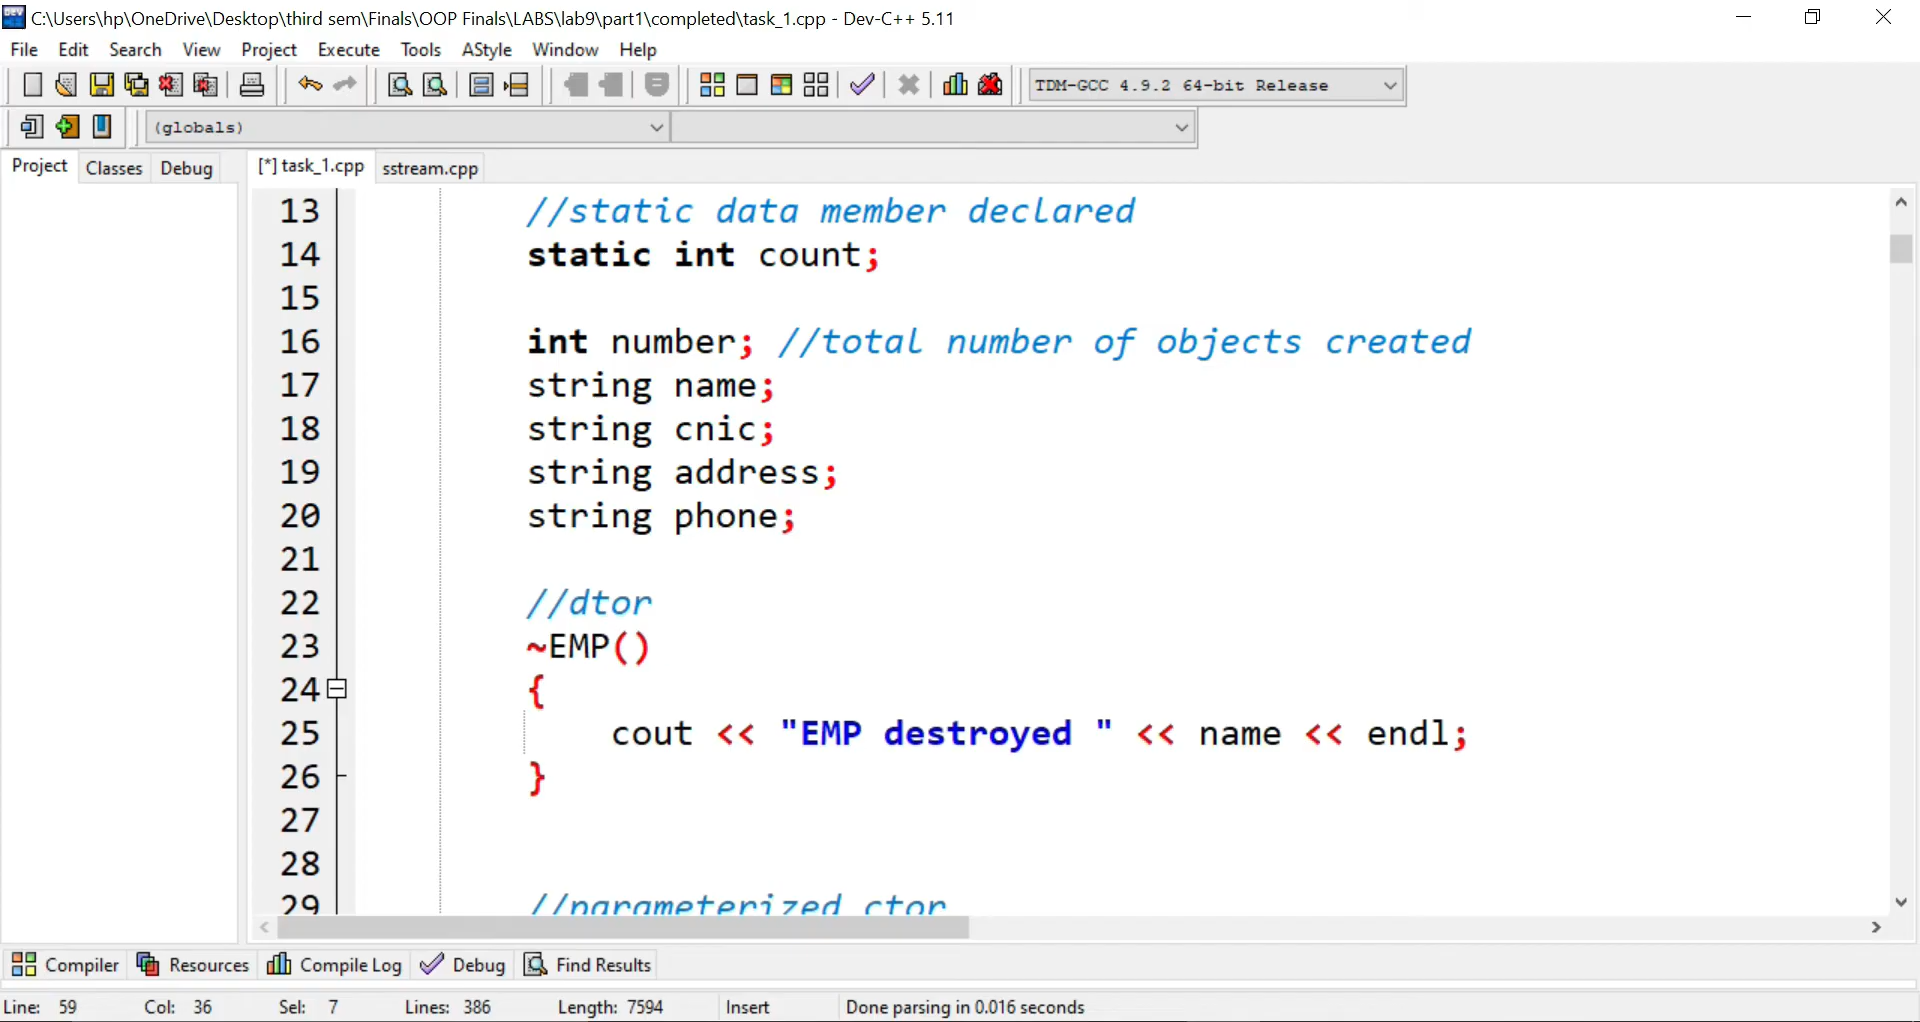 C:\Users\hp\OneDrive\Desktop\third sem\Finals\OOP Finals\LABS\lab9\part1\completed\task_1.cpp - Dev-C++ 5.11
File Edit Search View Project Execute Tools AStyle Window Help
TDM-GCC 4.9.2 64-bit Release
(globals)
Project Classes Debug [*] task_1.cpp sstream.cpp
13 //static data member declared
14 static int count;
15
16 int number; //total number of objects created
17 string name;
18 string cnic;
19 string address;
20 string phone;
21
22 //dtor
23 ~EMP()
24 {
25 cout << "EMP destroyed " << name << endl;
26 }
27
28
29 //parameterized ctor
Compiler Resources Compile Log Debug Find Results
Line: 59 Col: 36 Sel: 7 Lines: 386 Length: 7594 Insert Done parsing in 0.016 seconds